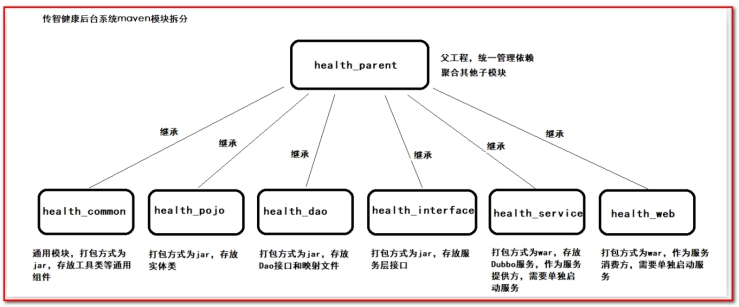 传智健康后台系统maven模块拆分
health_parent
父工程，统一管理依赖
聚合其他子模块
继承
继承
继承
继承
继承
继承
health_common
health_pojo
health_dao
health_interface
health_service
health_web
通用模块，打包方式为
jar，存放工具类等通用
组件
打包方式为jar，存放
实体类
打包方式为jar，存放
Dao接口和映射文件
打包方式为jar，存放服
务层接口
打包方式为war，存放
Dubbo服务，作为服务
提供方，需要单独启
动服务
打包方式为war，作为服务
消费方，需要单独启动服
务